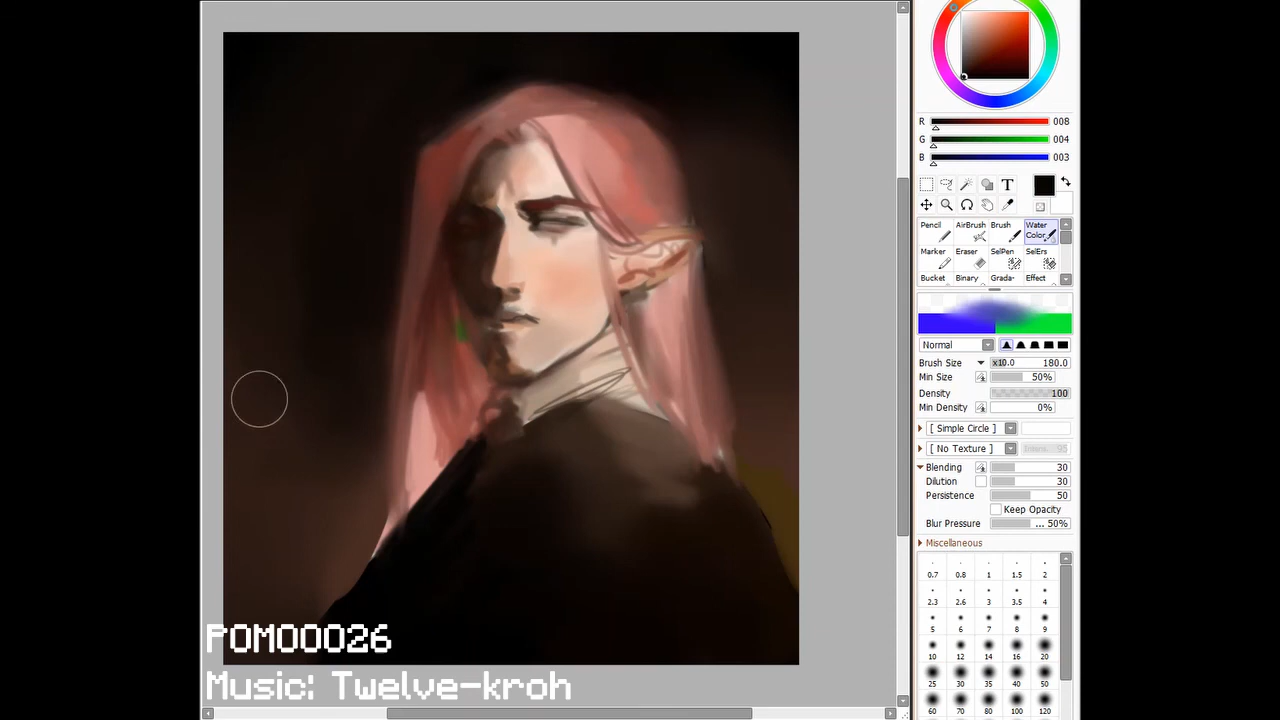 R 008
G 004
B 003
T
Pencil AirBrush Brush Water Color
Marker Eraser SelPen SelErs
Bucket Binary Grada- Effect
Normal
Brush Size x10.0 180.0
Min Size 50%
Density 100
Min Density 0%
[ Simple Circle ]
[ No Texture ]
Blending 30
Dilution 30
Persistence 50
Keep Opacity
Blur Pressure ... 50%
Miscellaneous
0.7 0.8 1 1.5 2
2.3 2.6 3 3.5 4
5 6 7 8 9
10 12 14 16 20
25 30 35 40 50
60 70 80 100 120
POMO0026
Music: Twelve-kroh